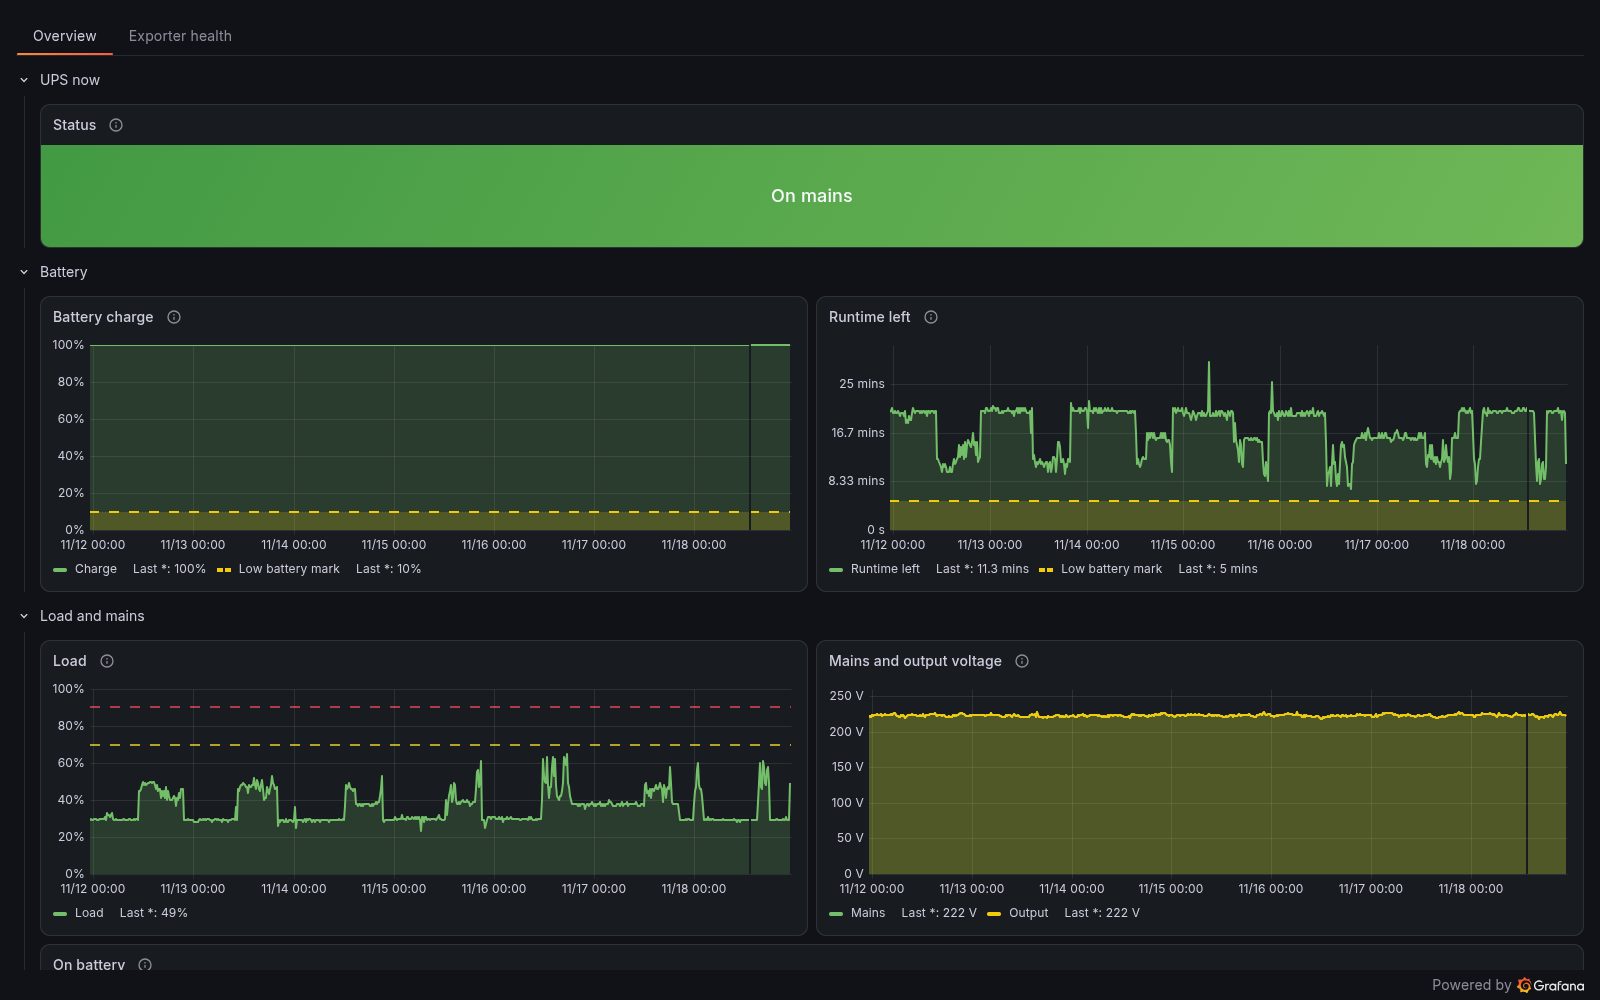 Overview Exporter health
UPS now
Status
On mains
Battery
Battery charge
100%
80%
60%
40%
20%
0%
11/12 00:00 11/13 00:00 11/14 00:00 11/15 00:00 11/16 00:00 11/17 00:00 11/18 00:00
Charge Last *: 100% Low battery mark Last *: 10%
Runtime left
25 mins
16.7 mins
8.33 mins
0 s
11/12 00:00 11/13 00:00 11/14 00:00 11/15 00:00 11/16 00:00 11/17 00:00 11/18 00:00
Runtime left Last *: 11.3 mins Low battery mark Last *: 5 mins
Load and mains
Load
100%
80%
60%
40%
20%
0%
11/12 00:00 11/13 00:00 11/14 00:00 11/15 00:00 11/16 00:00 11/17 00:00 11/18 00:00
Load Last *: 49%
Mains and output voltage
250 V
200 V
150 V
100 V
50 V
0 V
11/12 00:00 11/13 00:00 11/14 00:00 11/15 00:00 11/16 00:00 11/17 00:00 11/18 00:00
Mains Last *: 222 V Output Last *: 222 V
On battery
Powered by Grafana